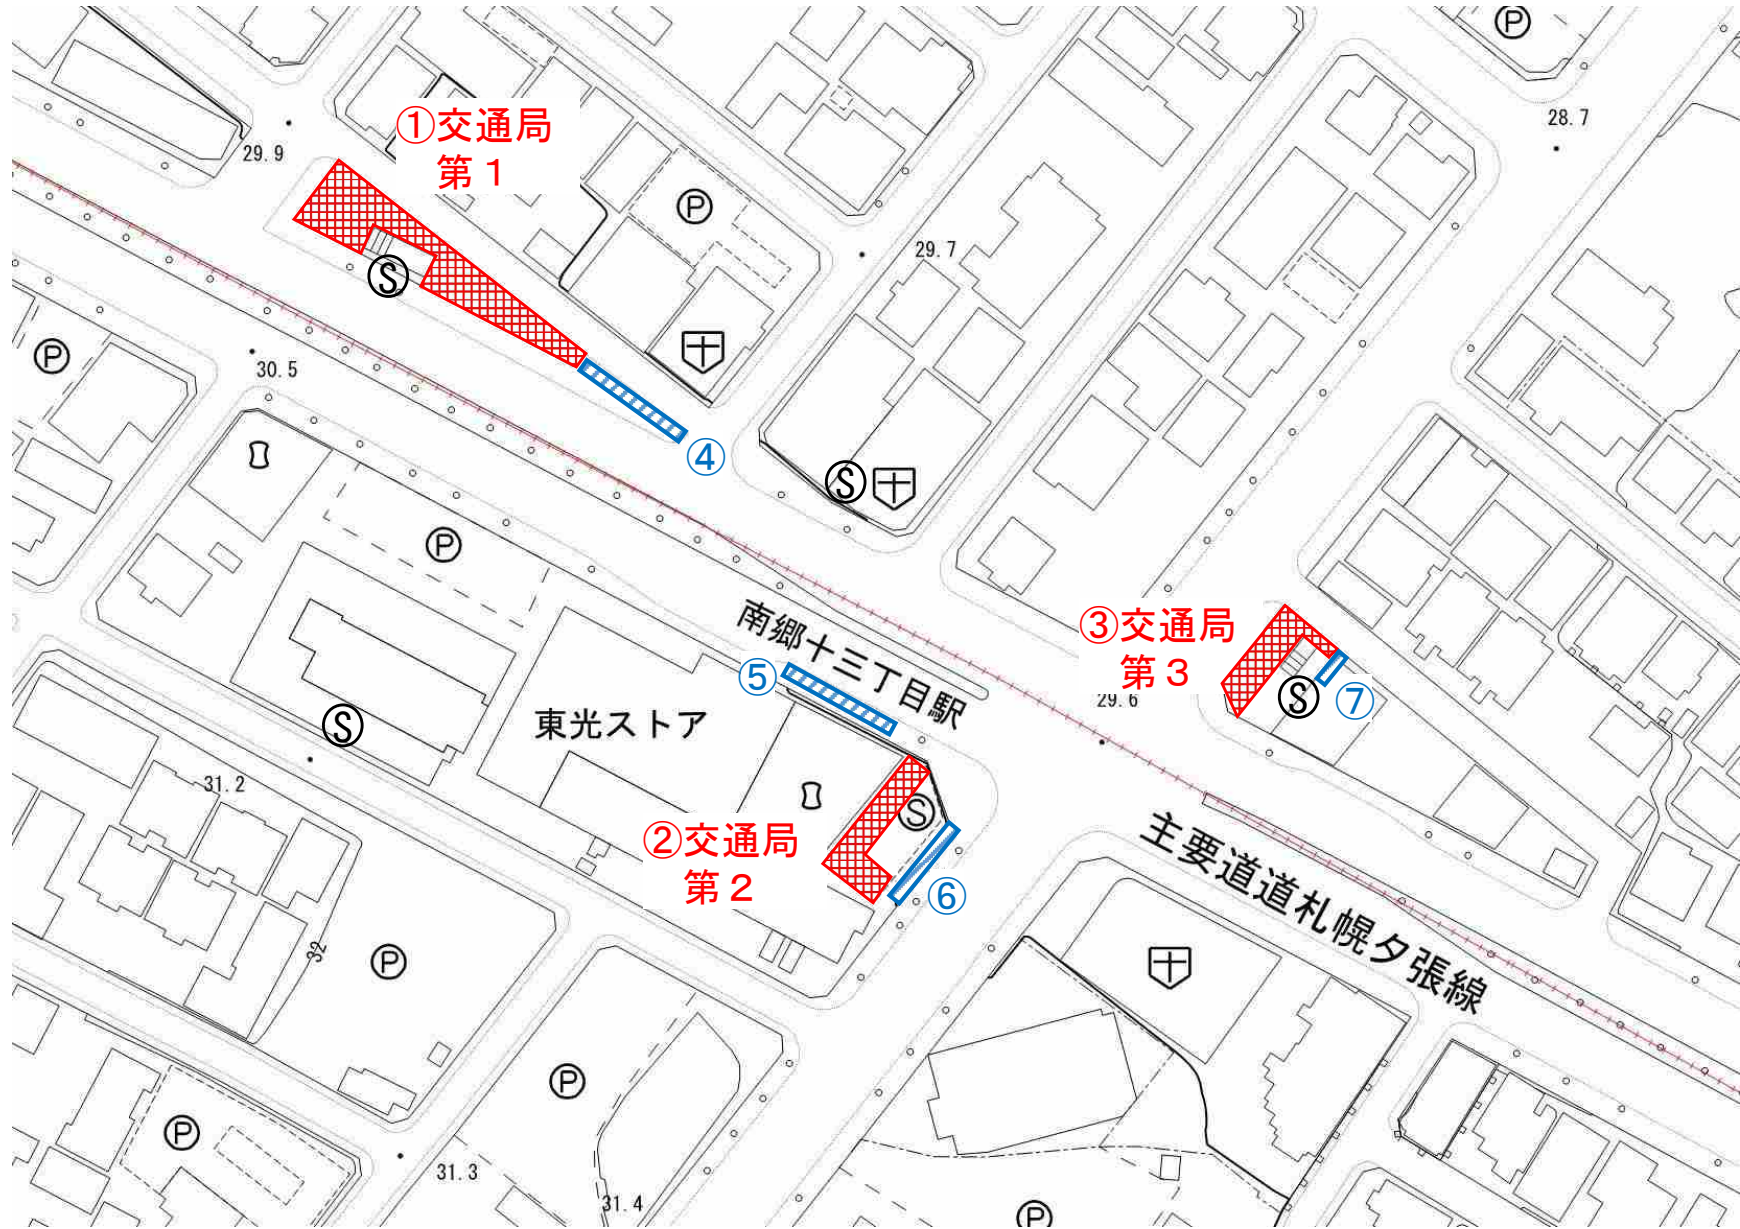 Ⓟ
28.7
①交通局
第１
29.9
Ⓟ
29.7
Ⓢ
Ⓟ
30.5
④
Ⓢ
Ⓟ
南郷十三丁目駅
③交通局
第３
⑤
29.6
Ⓢ
⑦
東光ストア
Ⓢ
31.2
②交通局
第２
Ⓢ
⑥
主要道道札幌夕張線
32
Ⓟ
Ⓟ
Ⓟ
31.3
31.4
Ⓟ